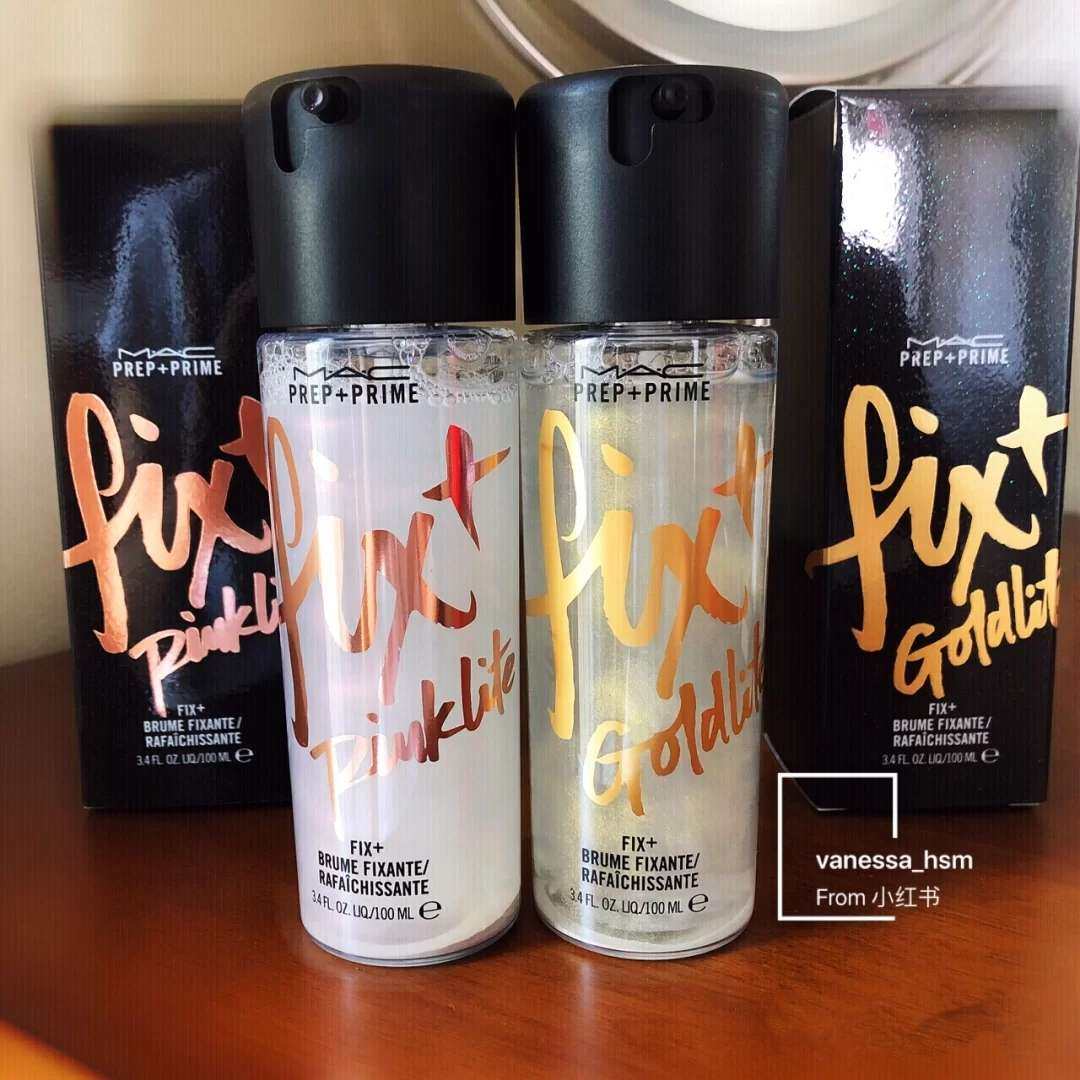 MAC
PREP+PRIME
fix+
Pinklite
FIX+
BRUME FIXANTE/
RAFAÎCHISSANTE
3.4 FL. OZ. LIQ/100 ML e
MAC
PREP+PRIME
fix+
Pinklite
FIX+
BRUME FIXANTE/
RAFAÎCHISSANTE
3.4 FL. OZ. LIQ./100 ML e
MAC
PREP+PRIME
fix+
Goldlite
FIX+
BRUME FIXANTE/
RAFAÎCHISSANTE
3.4 FL. OZ. LIQ./100 ML e
MAC
PREP+PRIME
fix+
Goldlite
FIX+
BRUME FIXANTE/
RAFAÎCHISSANTE
3.4 FL. OZ. LIQ/100 ML e
vanessa_hsm
From 小红书